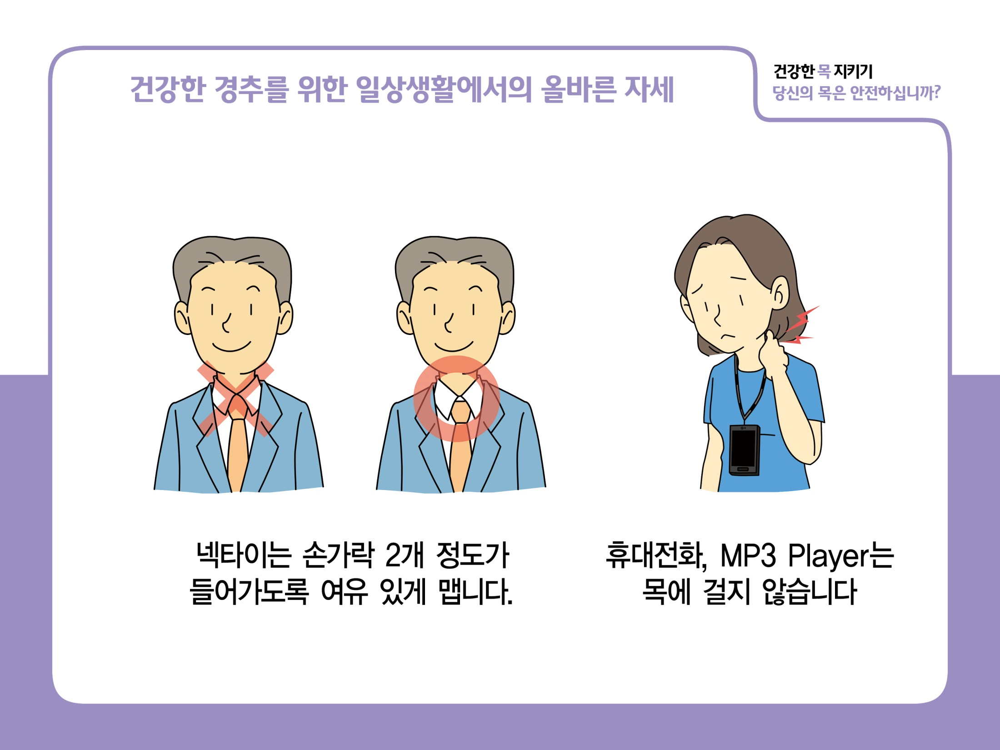 건강한 경추를 위한 일상생활에서의 올바른 자세
건강한 목 지키기
당신의 목은 안전하십니까?
넥타이는 손가락 2개 정도가
들어가도록 여유 있게 맵니다.
휴대전화, MP3 Player는
목에 걸지 않습니다